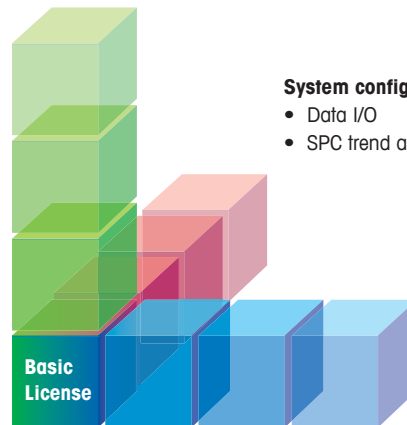 System config
• Data I/O
• SPC trend a
Basic
License